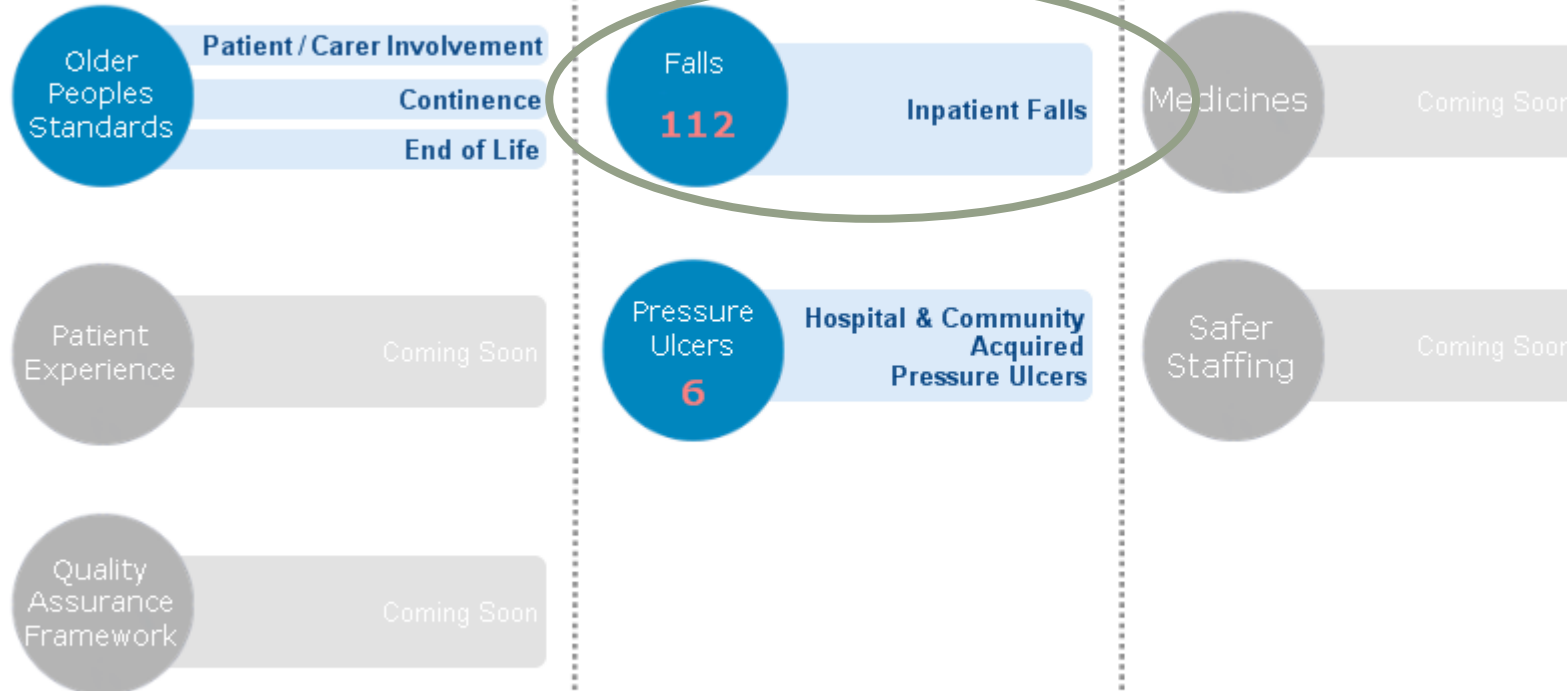 Older
Peoples
Standards
Patient / Carer Involvement
Continence
End of Life
Falls
112
Inpatient Falls
Medicines
Coming Soon
Patient
Experience
Coming Soon
Pressure
Ulcers
6
Hospital & Community
Acquired
Pressure Ulcers
Safer
Staffing
Coming Soon
Quality
Assurance
Framework
Coming Soon